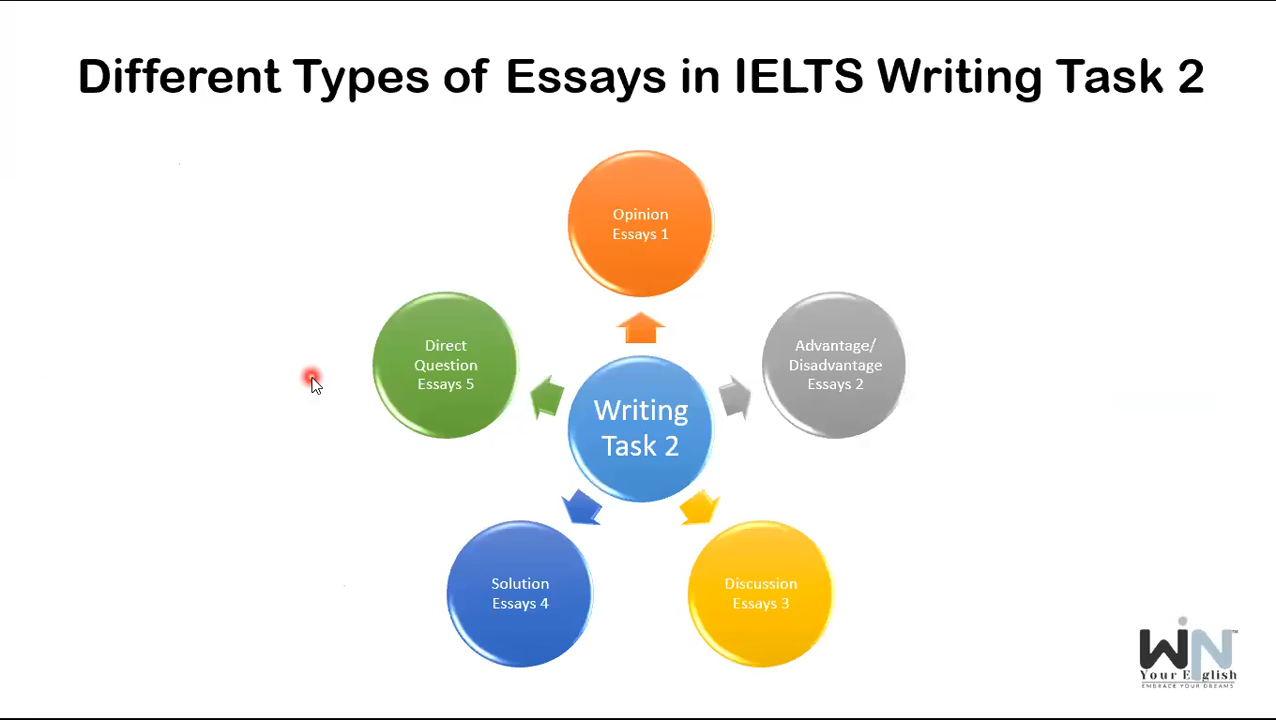 Different Types of Essays in IELTS Writing Task 2
Opinion
Essays 1
Advantage/
Disadvantage
Essays 2
Discussion
Essays 3
Solution
Essays 4
Direct
Question
Essays 5
Writing
Task 2
WiN™
Your English
EMBRACE YOUR DREAMS